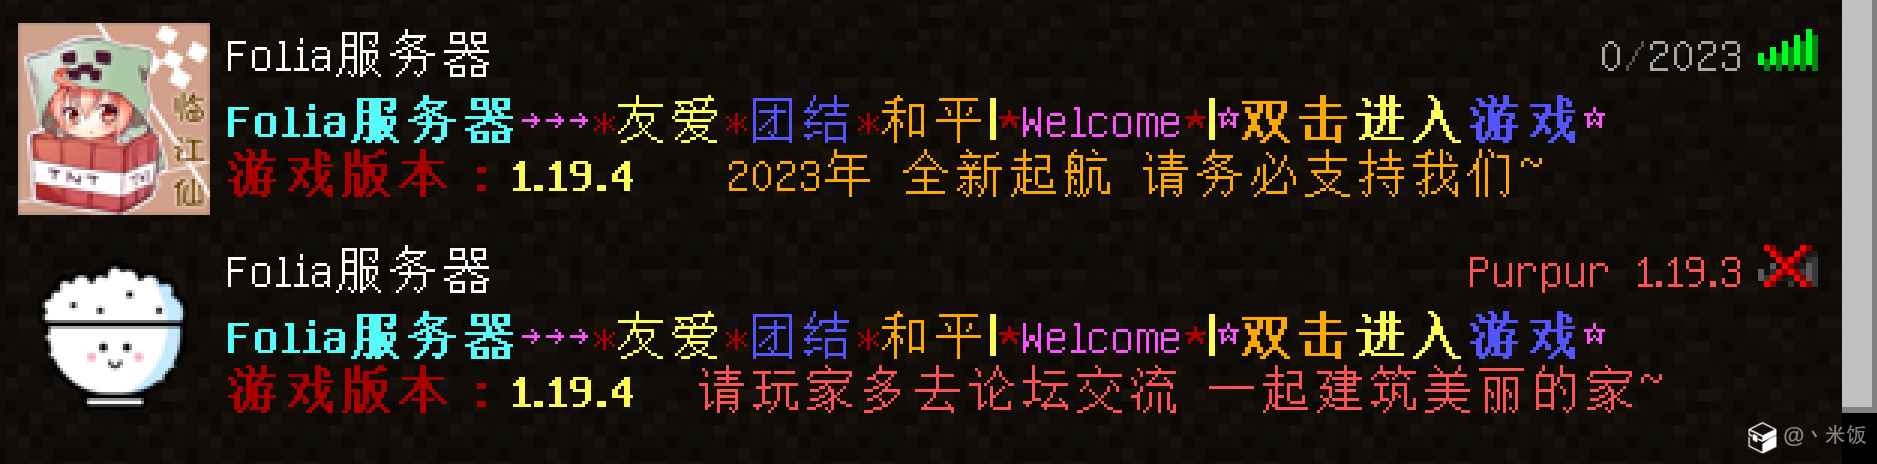 临江仙
TNT
Folia服务器
0/2023
Folia服务器→→→*友爱*团结*和平|*Welcome*|☆双击进入游戏☆
游戏版本：1.19.4 2023年 全新起航 请务必支持我们~
Folia服务器
Purpur 1.19.3
Folia服务器→→→*友爱*团结*和平|*Welcome*|☆双击进入游戏☆
游戏版本：1.19.4 请玩家多去论坛交流 一起建筑美丽的家~
@丶米饭